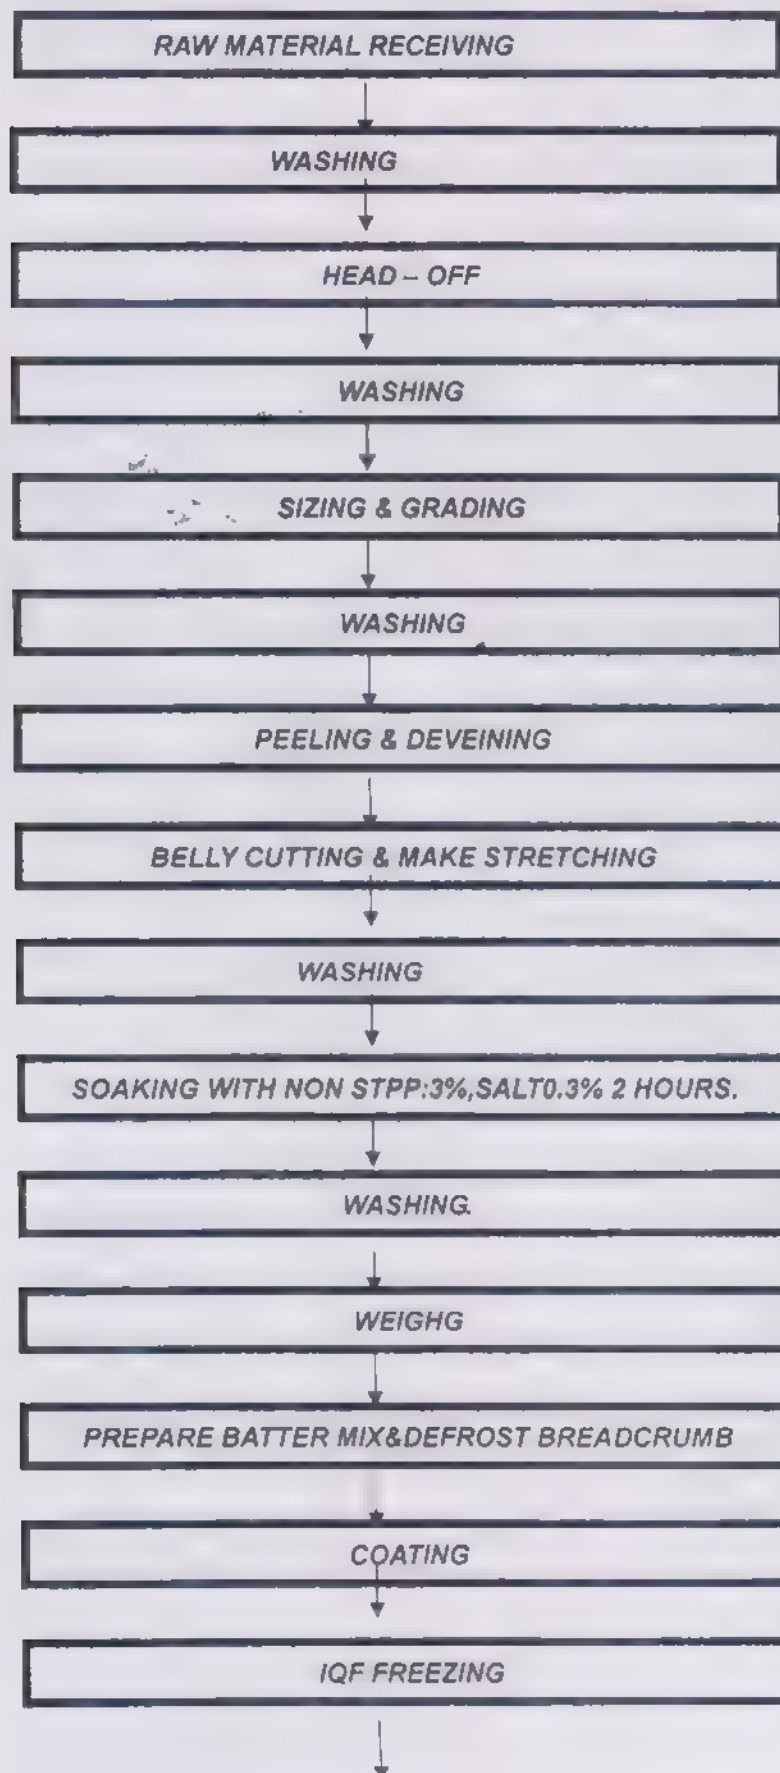 RAW MATERIAL RECEIVING
WASHING
HEAD – OFF
WASHING
SIZING & GRADING
WASHING
PEELING & DEVEINING
BELLY CUTTING & MAKE STRETCHING
WASHING
SOAKING WITH NON STPP:3%,SALT0.3% 2 HOURS.
WASHING.
WEIGHG
PREPARE BATTER MIX&DEFROST BREADCRUMB
COATING
IQF FREEZING